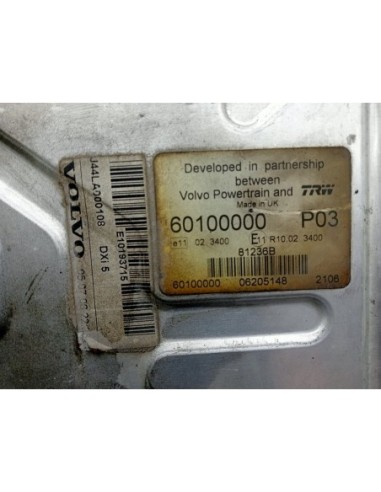 Developed in partnership
between
Volvo Powertrain and TRW
Made in UK
60100000 P03
e11 02 3400 E11 R10.02 3400
81236B
60100000 06205148 2106
DXi 5
E10193715
VOLVO